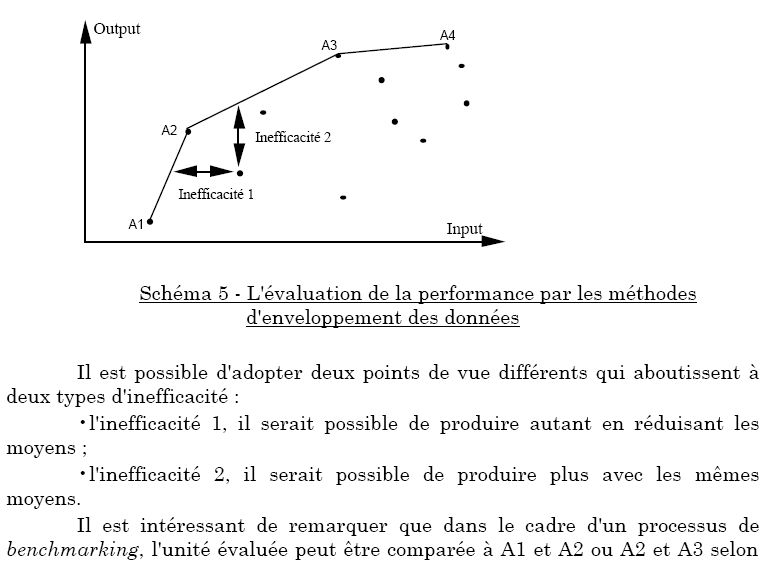 Output
A4
A3
A2
Inefficacité 2
Inefficacité 1
A1
Input
Schéma 5 - L'évaluation de la performance par les méthodes
d'enveloppement des données
Il est possible d'adopter deux points de vue différents qui aboutissent à
deux types d'inefficacité :
•l'inefficacité 1, il serait possible de produire autant en réduisant les
moyens ;
•l'inefficacité 2, il serait possible de produire plus avec les mêmes
moyens.
Il est intéressant de remarquer que dans le cadre d'un processus de
benchmarking, l'unité évaluée peut être comparée à A1 et A2 ou A2 et A3 selon